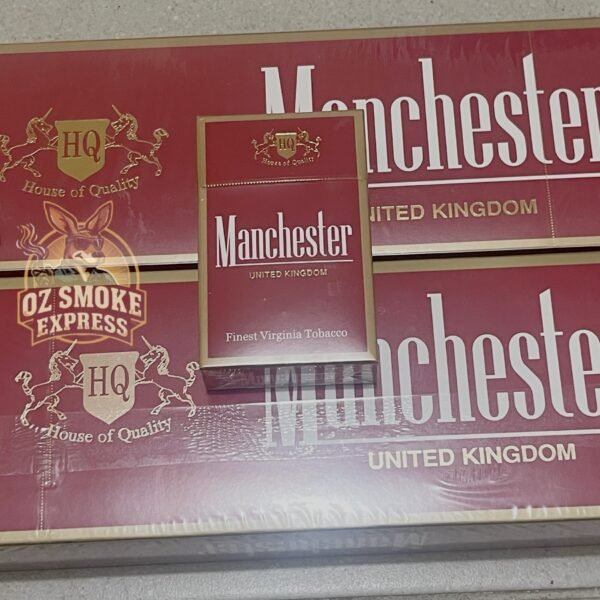 HQ
House of Quality
Manchester
UNITED KINGDOM
HQ
House of Quality
Manchester
UNITED KINGDOM
Finest Virginia Tobacco
OZ SMOKE
EXPRESS
HQ
House of Quality
Manchester
UNITED KINGDOM